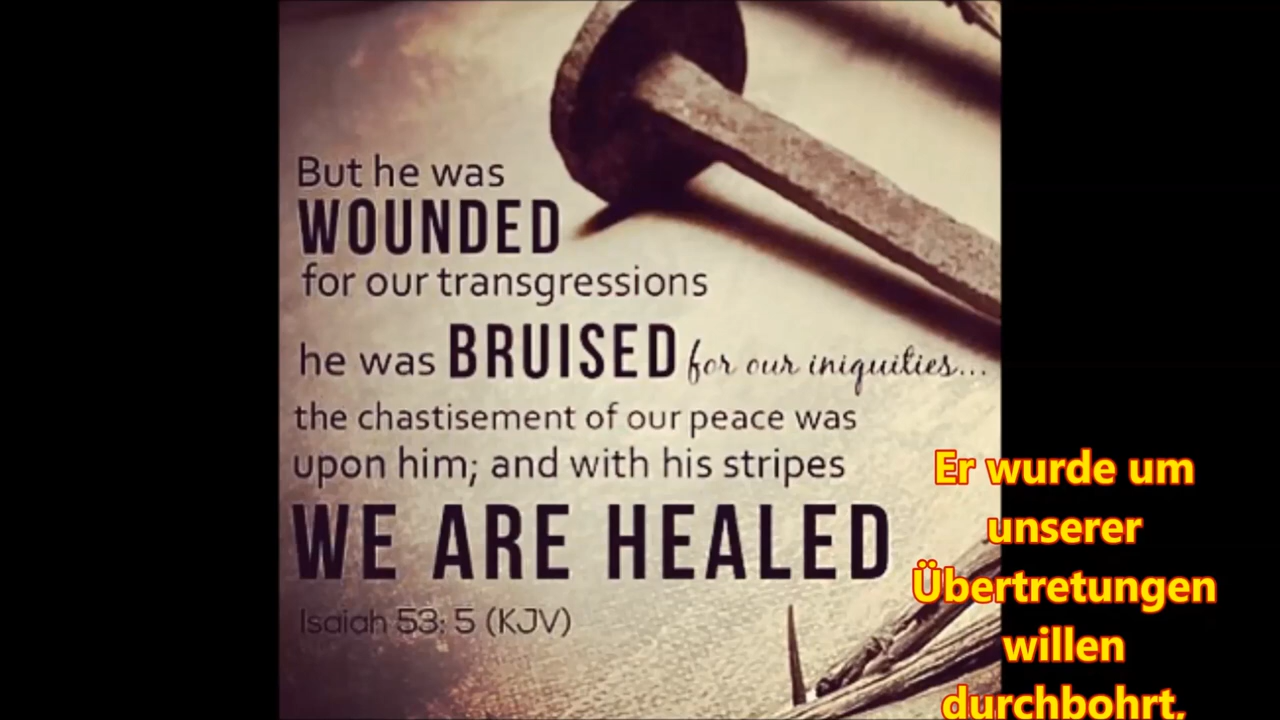 But he was
WOUNDED
for our transgressions
he was BRUISED for our iniquities...
the chastisement of our peace was
upon him; and with his stripes
WE ARE HEALED
Isaiah 53: 5 (KJV)
Er wurde um
unserer
Übertretungen
willen
durchbohrt,